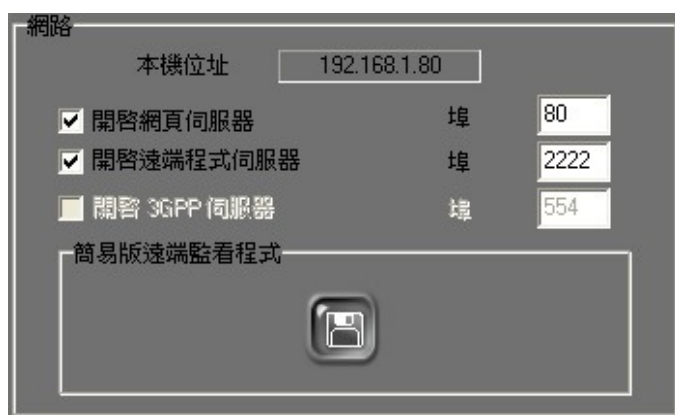 網路
本機位址 192.168.1.80
開啓網頁伺服器 埠 80
開啓遠端程式伺服器 埠 2222
開啓 3GPP 伺服器 埠 554
簡易版遠端監看程式